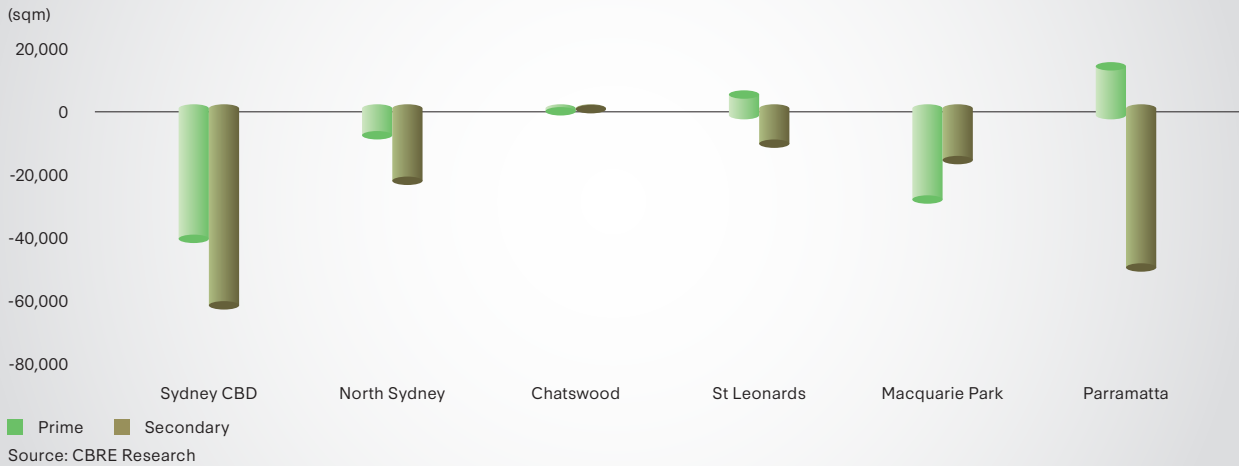 (sqm)
20,000
0
-20,000
-40,000
-60,000
-80,000
Sydney CBD North Sydney Chatswood St Leonards Macquarie Park Parramatta
Prime Secondary
Source: CBRE Research